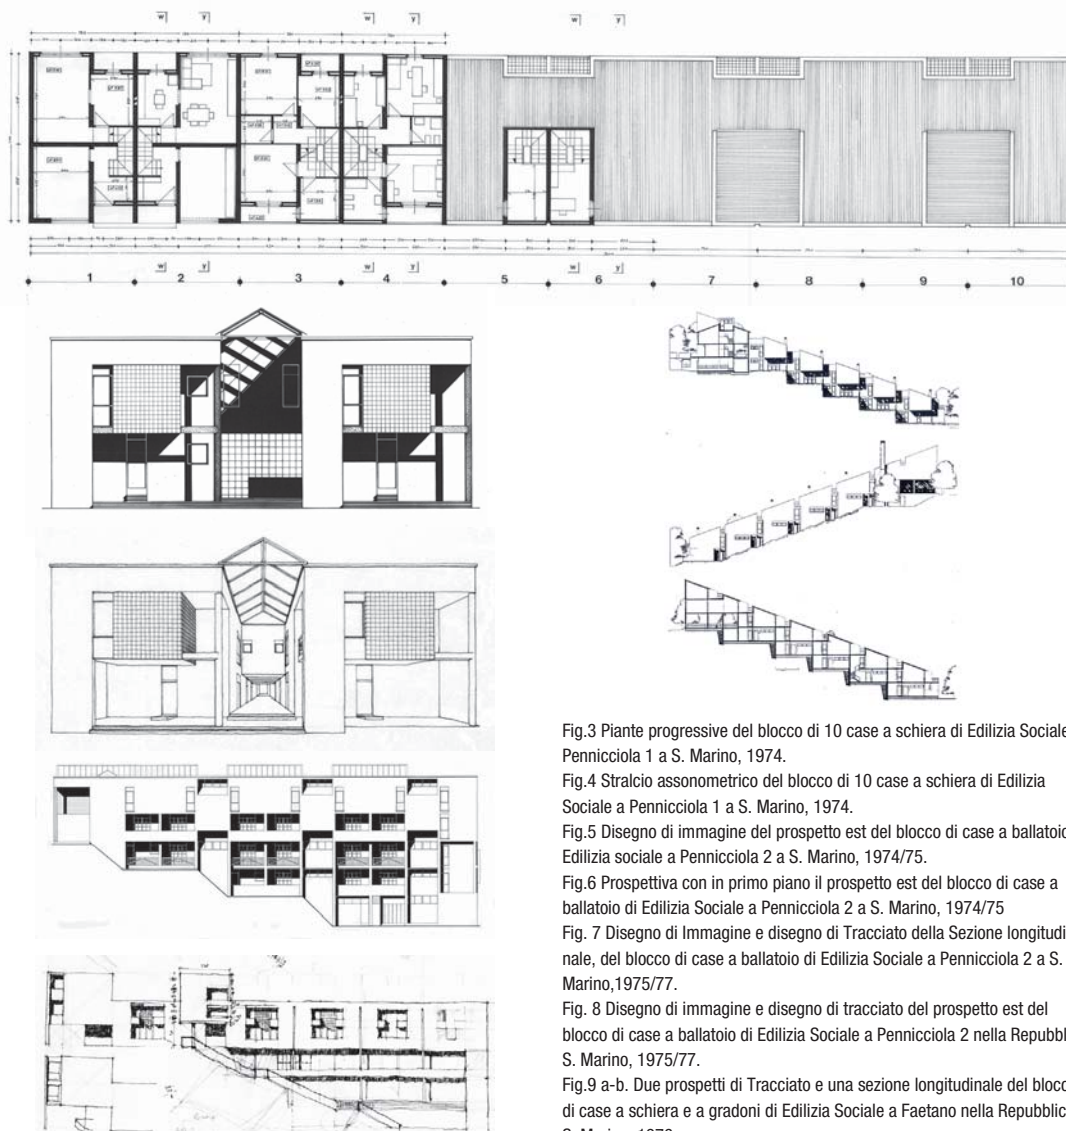 w y w y w y
w y w y w y
1 2 3 4 5 6 7 8 9 10
Fig.3 Piante progressive del blocco di 10 case a schiera di Edilizia Sociale
Pennicciola 1 a S. Marino, 1974.
Fig.4 Stralcio assonometrico del blocco di 10 case a schiera di Edilizia
Sociale a Pennicciola 1 a S. Marino, 1974.
Fig.5 Disegno di immagine del prospetto est del blocco di case a ballatoio
Edilizia sociale a Pennicciola 2 a S. Marino, 1974/75.
Fig.6 Prospettiva con in primo piano il prospetto est del blocco di case a
ballatoio di Edilizia Sociale a Pennicciola 2 a S. Marino, 1974/75
Fig. 7 Disegno di Immagine e disegno di Tracciato della Sezione longitudi
nale, del blocco di case a ballatoio di Edilizia Sociale a Pennicciola 2 a S.
Marino,1975/77.
Fig. 8 Disegno di immagine e disegno di tracciato del prospetto est del
blocco di case a ballatoio di Edilizia Sociale a Pennicciola 2 nella Repubbl
S. Marino, 1975/77.
Fig.9 a-b. Due prospetti di Tracciato e una sezione longitudinale del bloc
di case a schiera e a gradoni di Edilizia Sociale a Faetano nella Repubblic